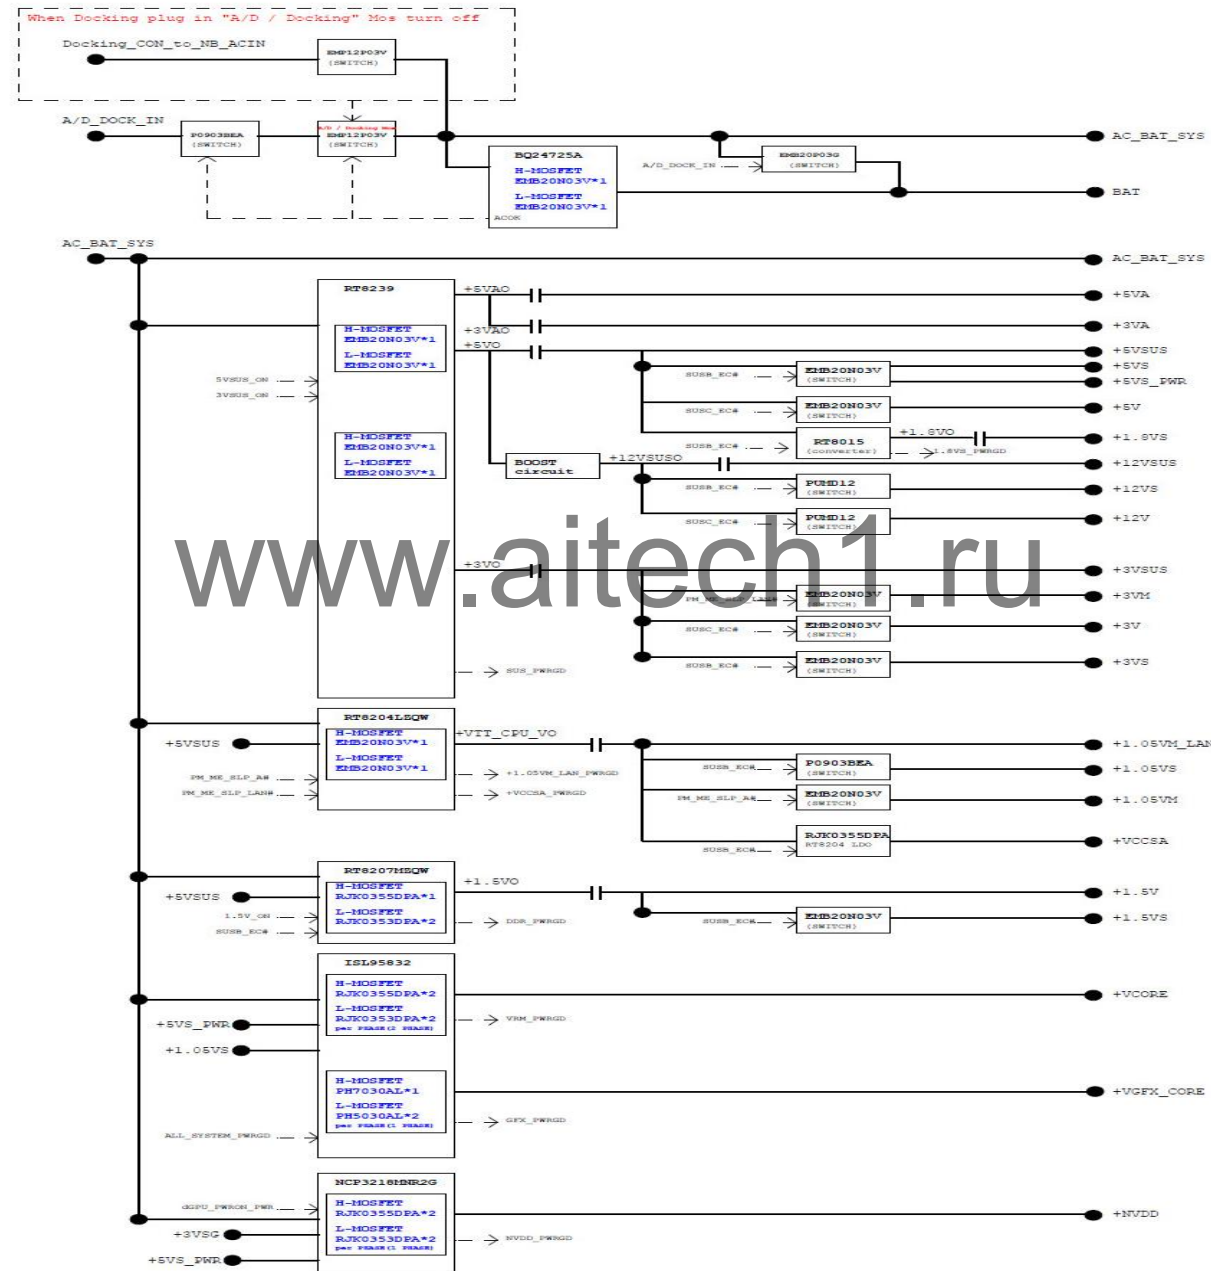 When Docking plug in "A/D / Docking" Mos turn off
Docking_CON_to_NB_ACIN
EMP12P03V
(SWITCH)
A/D_DOCK_IN
P0903BEA
(SWITCH)
A/D / Docking Mos
EMP12P03V
(SWITCH)
AC_BAT_SYS
BQ24725A
H-MOSFET
EMB20N03V*1
L-MOSFET
EMB20N03V*1
ACOK
A/D_DOCK_IN
EMB20P03G
(SWITCH)
BAT
AC_BAT_SYS
AC_BAT_SYS
RT8239
H-MOSFET
EMB20N03V*1
L-MOSFET
EMB20N03V*1
5VSUS_ON
3VSUS_ON
H-MOSFET
EMB20N03V*1
L-MOSFET
EMB20N03V*1
+5VAO
+5VA
+3VAO
+3VA
+5VO
+5VSUS
SUSB_EC#
EMB20N03V
(SWITCH)
+5VS
+5VS_PWR
SUSC_EC#
EMB20N03V
(SWITCH)
+5V
SUSB_EC#
RT8015
(converter)
+1.8VO
1.8VS_PWRGD
+1.8VS
BOOST
circuit
+12VSUSO
+12VSUS
SUSB_EC#
PUMD12
(SWITCH)
+12VS
SUSC_EC#
PUMD12
(SWITCH)
+12V
www.aitech1.ru
+3VO
+3VSUS
PM_ME_SLP_LAN#
EMB20N03V
(SWITCH)
+3VM
SUSC_EC#
EMB20N03V
(SWITCH)
+3V
SUSB_EC#
EMB20N03V
(SWITCH)
+3VS
SUS_PWRGD
RT8204LZQW
+5VSUS
H-MOSFET
EMB20N03V*1
L-MOSFET
EMB20N03V*1
PM_ME_SLP_A#
PM_ME_SLP_LAN#
+VTT_CPU_VO
+1.05VM_LAN_PWRGD
+VCCSA_PWRGD
+1.05VM_LAN
SUSB_EC#
P0903BEA
(SWITCH)
+1.05VS
PM_ME_SLP_A#
EMB20N03V
(SWITCH)
+1.05VM
SUSB_EC#
RJK0355DPA
RT8204 LDO
+VCCSA
RT8207MZQW
+5VSUS
1.5V_ON
SUSB_EC#
H-MOSFET
RJK0355DPA*1
L-MOSFET
RJK0353DPA*2
+1.5VO
DDR_PWRGD
+1.5V
SUSB_EC#
EMB20N03V
(SWITCH)
+1.5VS
ISL95832
H-MOSFET
RJK0355DPA*2
L-MOSFET
RJK0353DPA*2
per PHASE(2 PHASE)
+5VS_PWR
+1.05VS
VRM_PWRGD
+VCORE
H-MOSFET
PH7030AL*1
L-MOSFET
PH5030AL*2
per PHASE(1 PHASE)
ALL_SYSTEM_PWRGD
GFX_PWRGD
+VGFX_CORE
NCP3218MNR2G
dGPU_PWRON_PWR
H-MOSFET
RJK0355DPA*2
L-MOSFET
RJK0353DPA*2
per PHASE(1 PHASE)
+3VSG
+5VS_PWR
NVDD_PWRGD
+NVDD